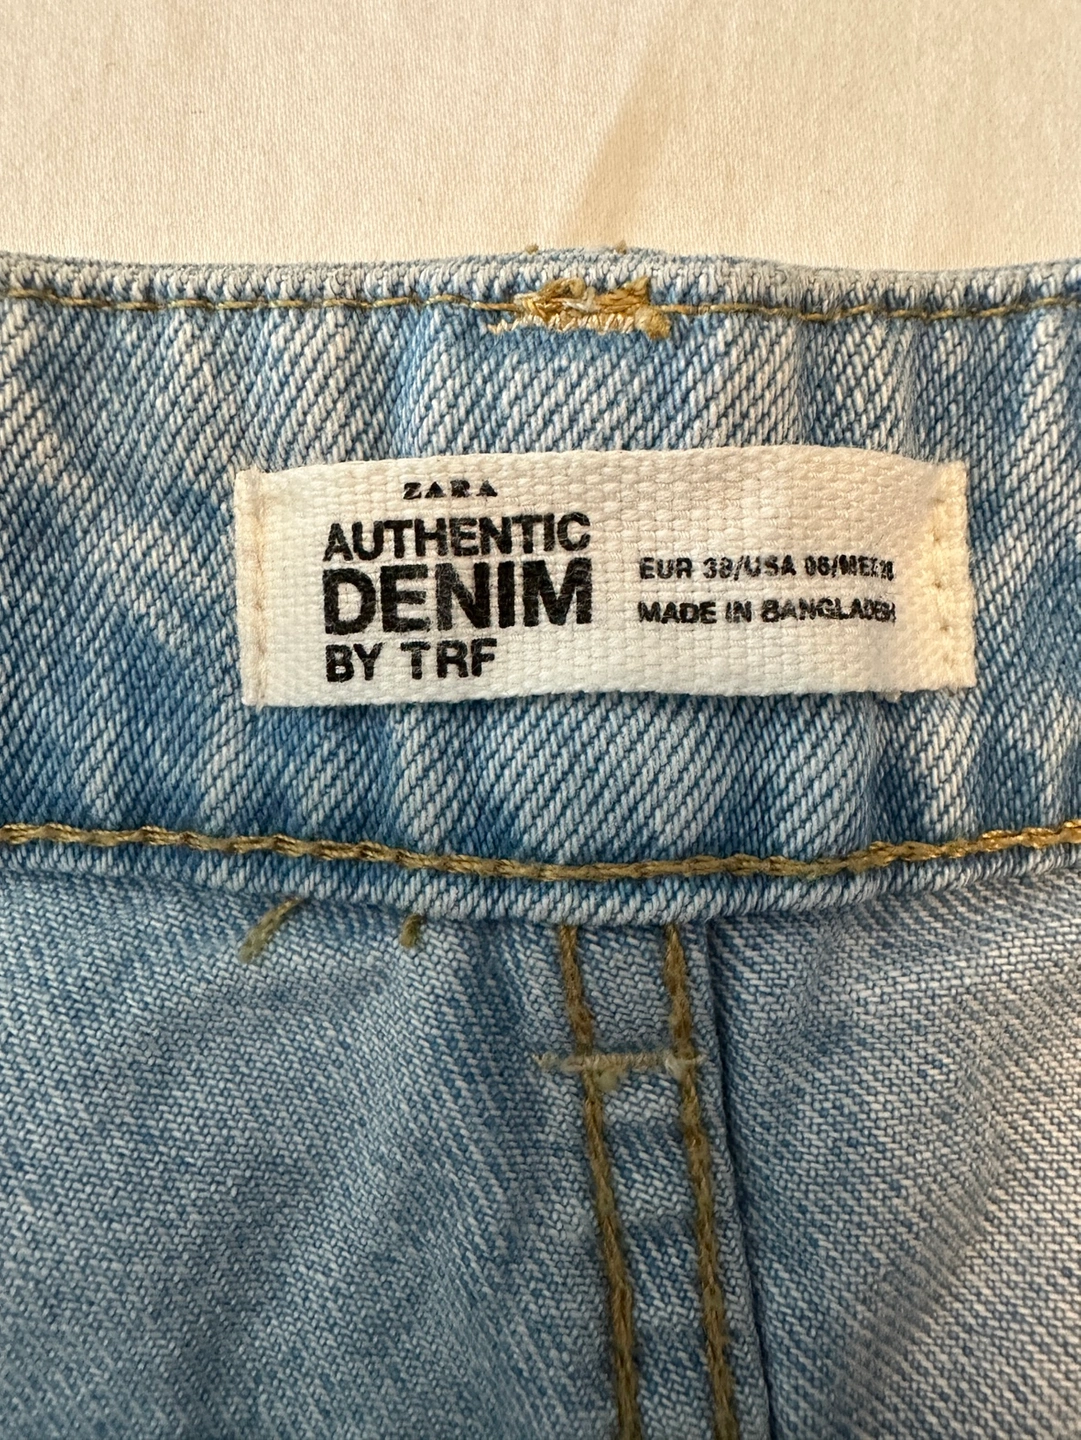 ZARA
AUTHENTIC
DENIM
BY TRF
EUR 38/USA 06/MEX 28
MADE IN BANGLADESH